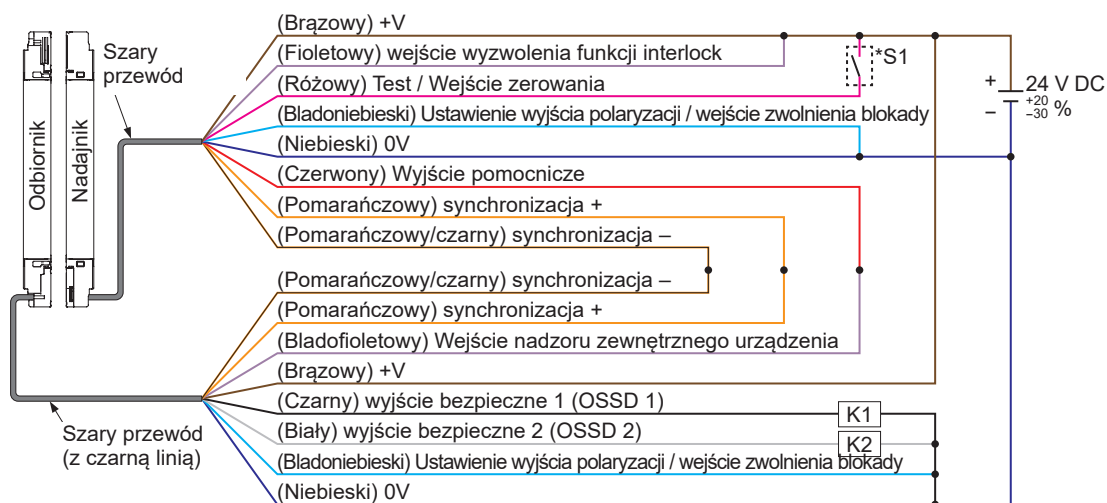 (Brązowy) +V
Szary
przewód
(Fioletowy) wejście wyzwolenia funkcji interlock
*S1
(Różowy) Test / Wejście zerowania
+ 24 V DC
– +20 –30 %
(Bladoniebieski) Ustawienie wyjścia polaryzacji / wejście zwolnienia blokady
Odbiornik
Nadajnik
(Niebieski) 0V
(Czerwony) Wyjście pomocnicze
(Pomarańczowy) synchronizacja +
(Pomarańczowy/czarny) synchronizacja –
(Pomarańczowy/czarny) synchronizacja –
(Pomarańczowy) synchronizacja +
(Bladofioletowy) Wejście nadzoru zewnętrznego urządzenia
(Brązowy) +V
(Czarny) wyjście bezpieczne 1 (OSSD 1)
K1
Szary przewód
(z czarną linią)
(Biały) wyjście bezpieczne 2 (OSSD 2)
K2
(Bladoniebieski) Ustawienie wyjścia polaryzacji / wejście zwolnienia blokady
(Niebieski) 0V